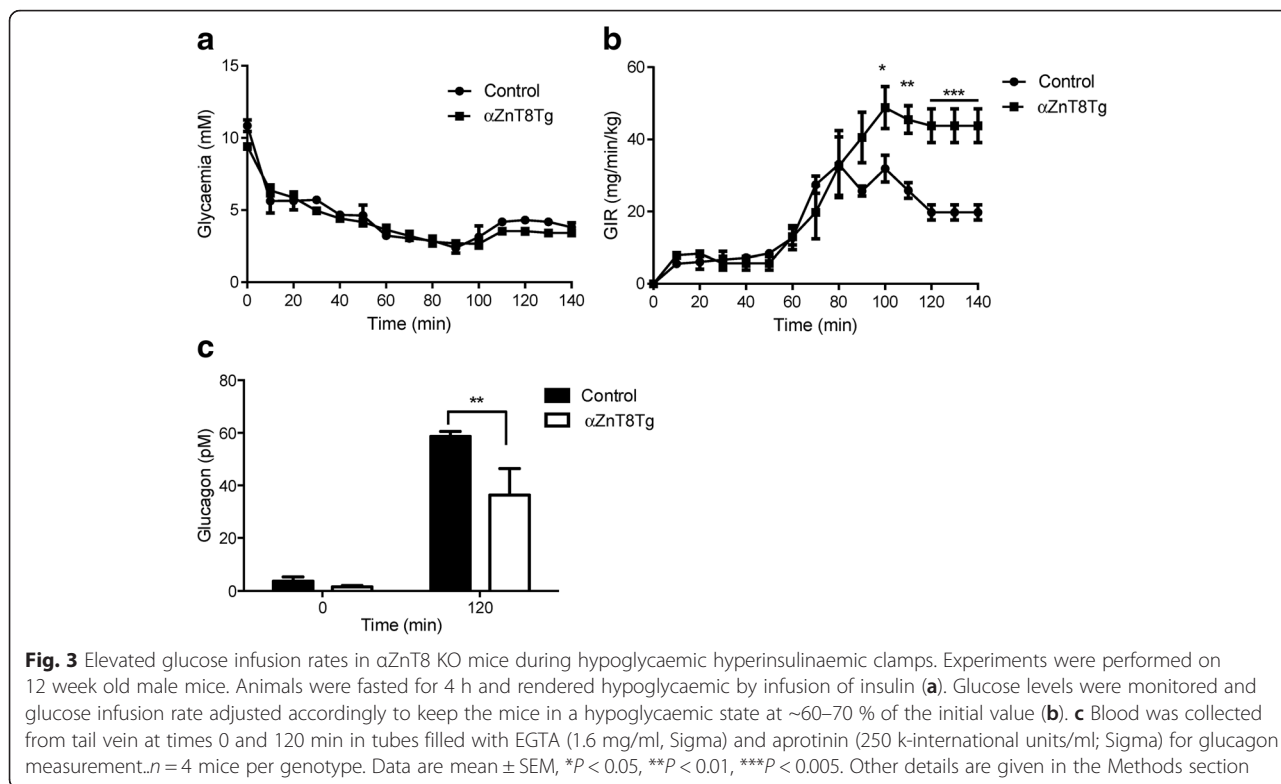 a
15
10
5
0
Glycaemia (mM)
Control
αZnT8Tg
0 20 40 60 80 100 120 140
Time (min)
b
60
40
20
0
GIR (mg/min/kg)
* ** ***
Control
αZnT8Tg
0 20 40 60 80 100 120 140
Time (min)
c
80
60
40
20
0
Glucagon (pM)
**
Control
αZnT8Tg
0 120
Time (min)
Fig. 3 Elevated glucose infusion rates in αZnT8 KO mice during hypoglycaemic hyperinsulinaemic clamps. Experiments were performed on
12 week old male mice. Animals were fasted for 4 h and rendered hypoglycaemic by infusion of insulin (a). Glucose levels were monitored and
glucose infusion rate adjusted accordingly to keep the mice in a hypoglycaemic state at ~60–70 % of the initial value (b). c Blood was collected
from tail vein at times 0 and 120 min in tubes filled with EGTA (1.6 mg/ml, Sigma) and aprotinin (250 k-international units/ml; Sigma) for glucagon
measurement..n = 4 mice per genotype. Data are mean ± SEM, *P < 0.05, **P < 0.01, ***P < 0.005. Other details are given in the Methods section